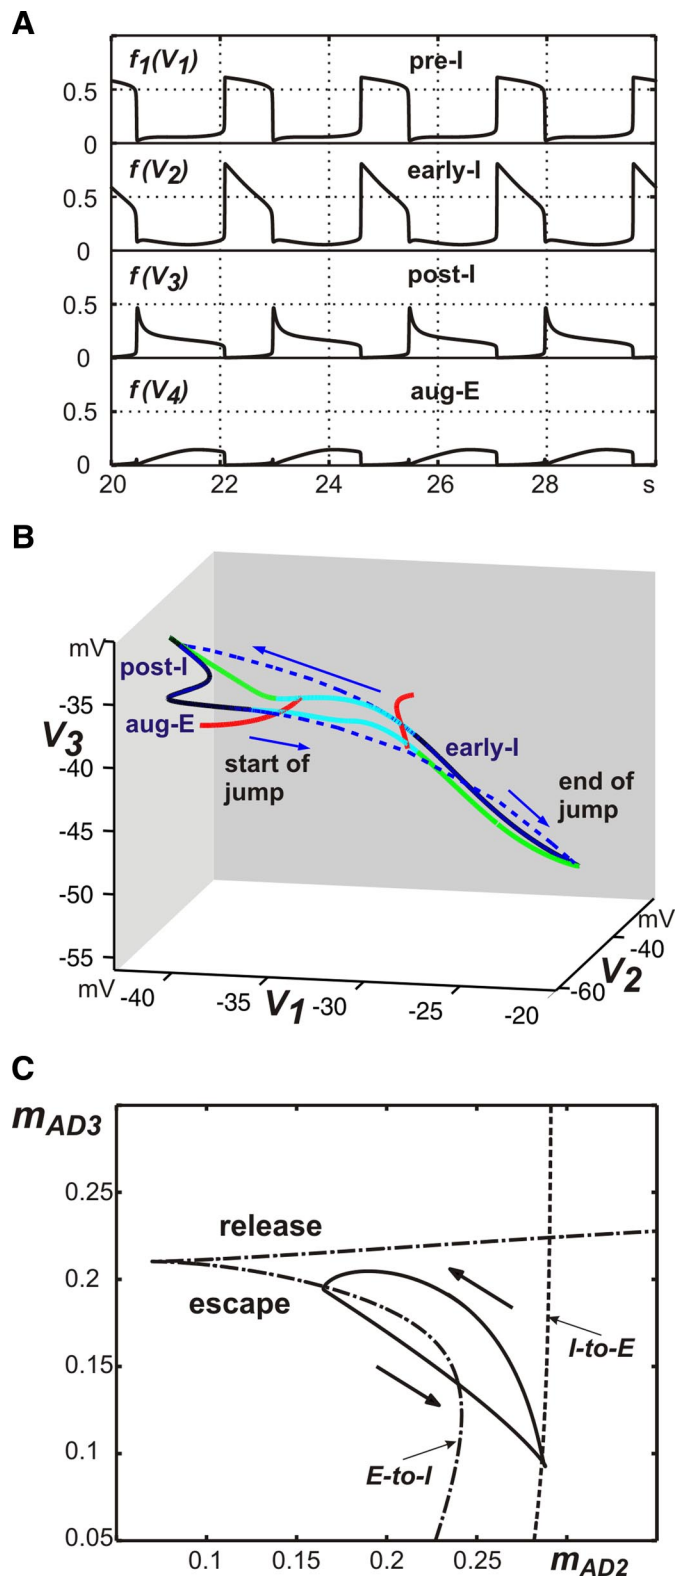 A
f1(V1) pre-I
0.5
0
f(V2) early-I
0.5
0
f(V3) post-I
0.5
0
f(V4) aug-E
0.5
0
20 22 24 26 28 s
B
mV
post-I
-35 aug-E early-I
V3
start of jump
end of jump
-40
-45
-50
-55
mV
-40 -35 V1 -30 -25 -20
mV
-40
V2
-60
C
mAD3
0.25
release
0.2
escape
I-to-E
0.15
0.1
E-to-I
0.05
0.1 0.15 0.2 0.25 mAD2